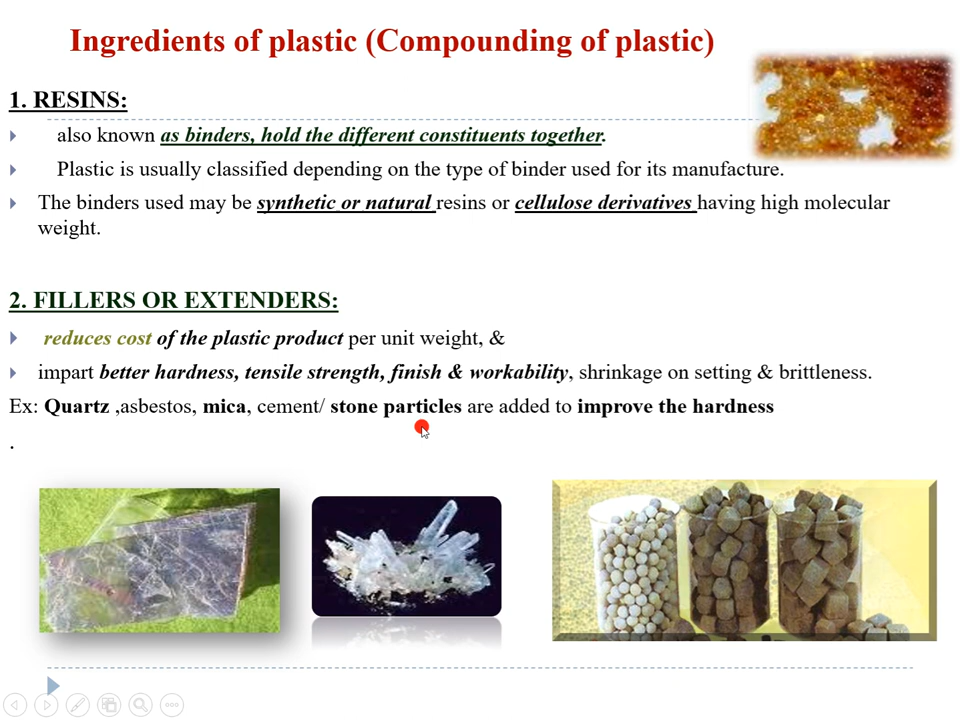 Ingredients of plastic (Compounding of plastic)
1. RESINS:
also known as binders, hold the different constituents together.
Plastic is usually classified depending on the type of binder used for its manufacture.
The binders used may be synthetic or natural resins or cellulose derivatives having high molecular
weight.
2. FILLERS OR EXTENDERS:
reduces cost of the plastic product per unit weight, &
impart better hardness, tensile strength, finish & workability, shrinkage on setting & brittleness.
Ex: Quartz ,asbestos, mica, cement/ stone particles are added to improve the hardness
.